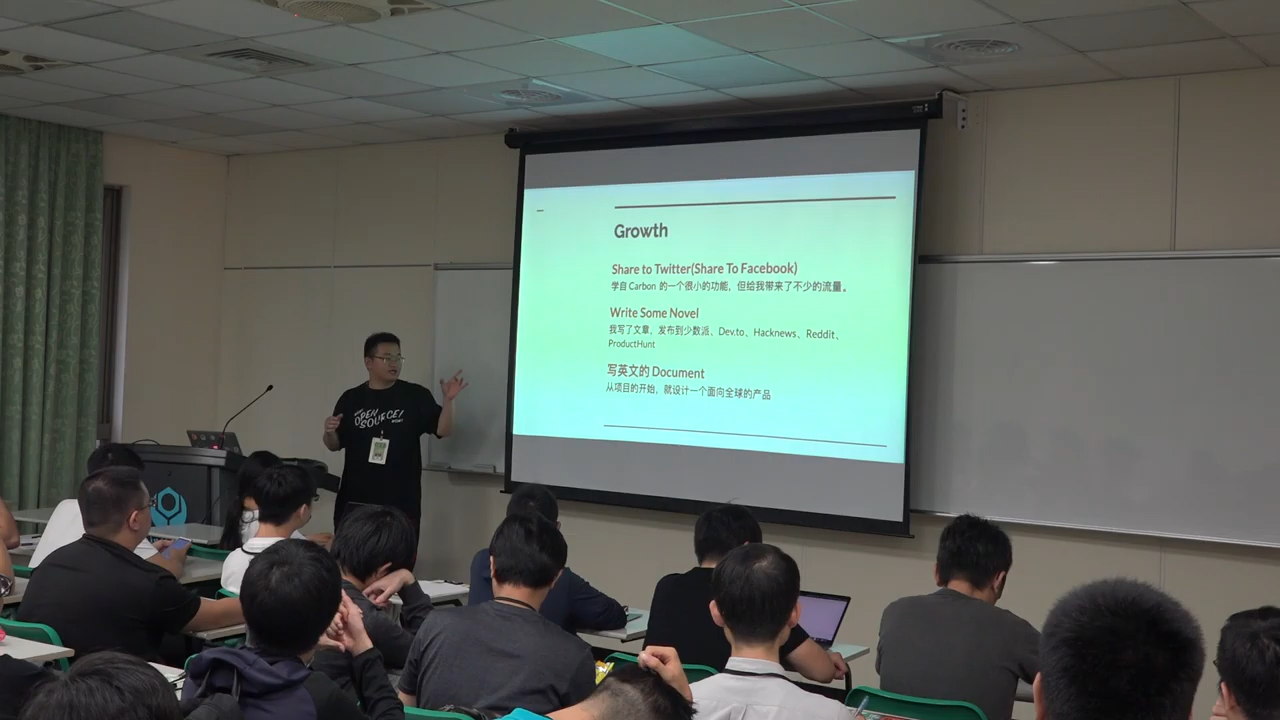 Growth
Share to Twitter(Share To Facebook)
学自 Carbon 的一个很小的功能，但给我带来了不少的流量。
Write Some Novel
我写了文章，发布到少数派、Dev.to、Hacknews、Reddit、
ProductHunt
写英文的 Document
从项目的开始，就设计一个面向全球的产品
OPEN
SOURCE!